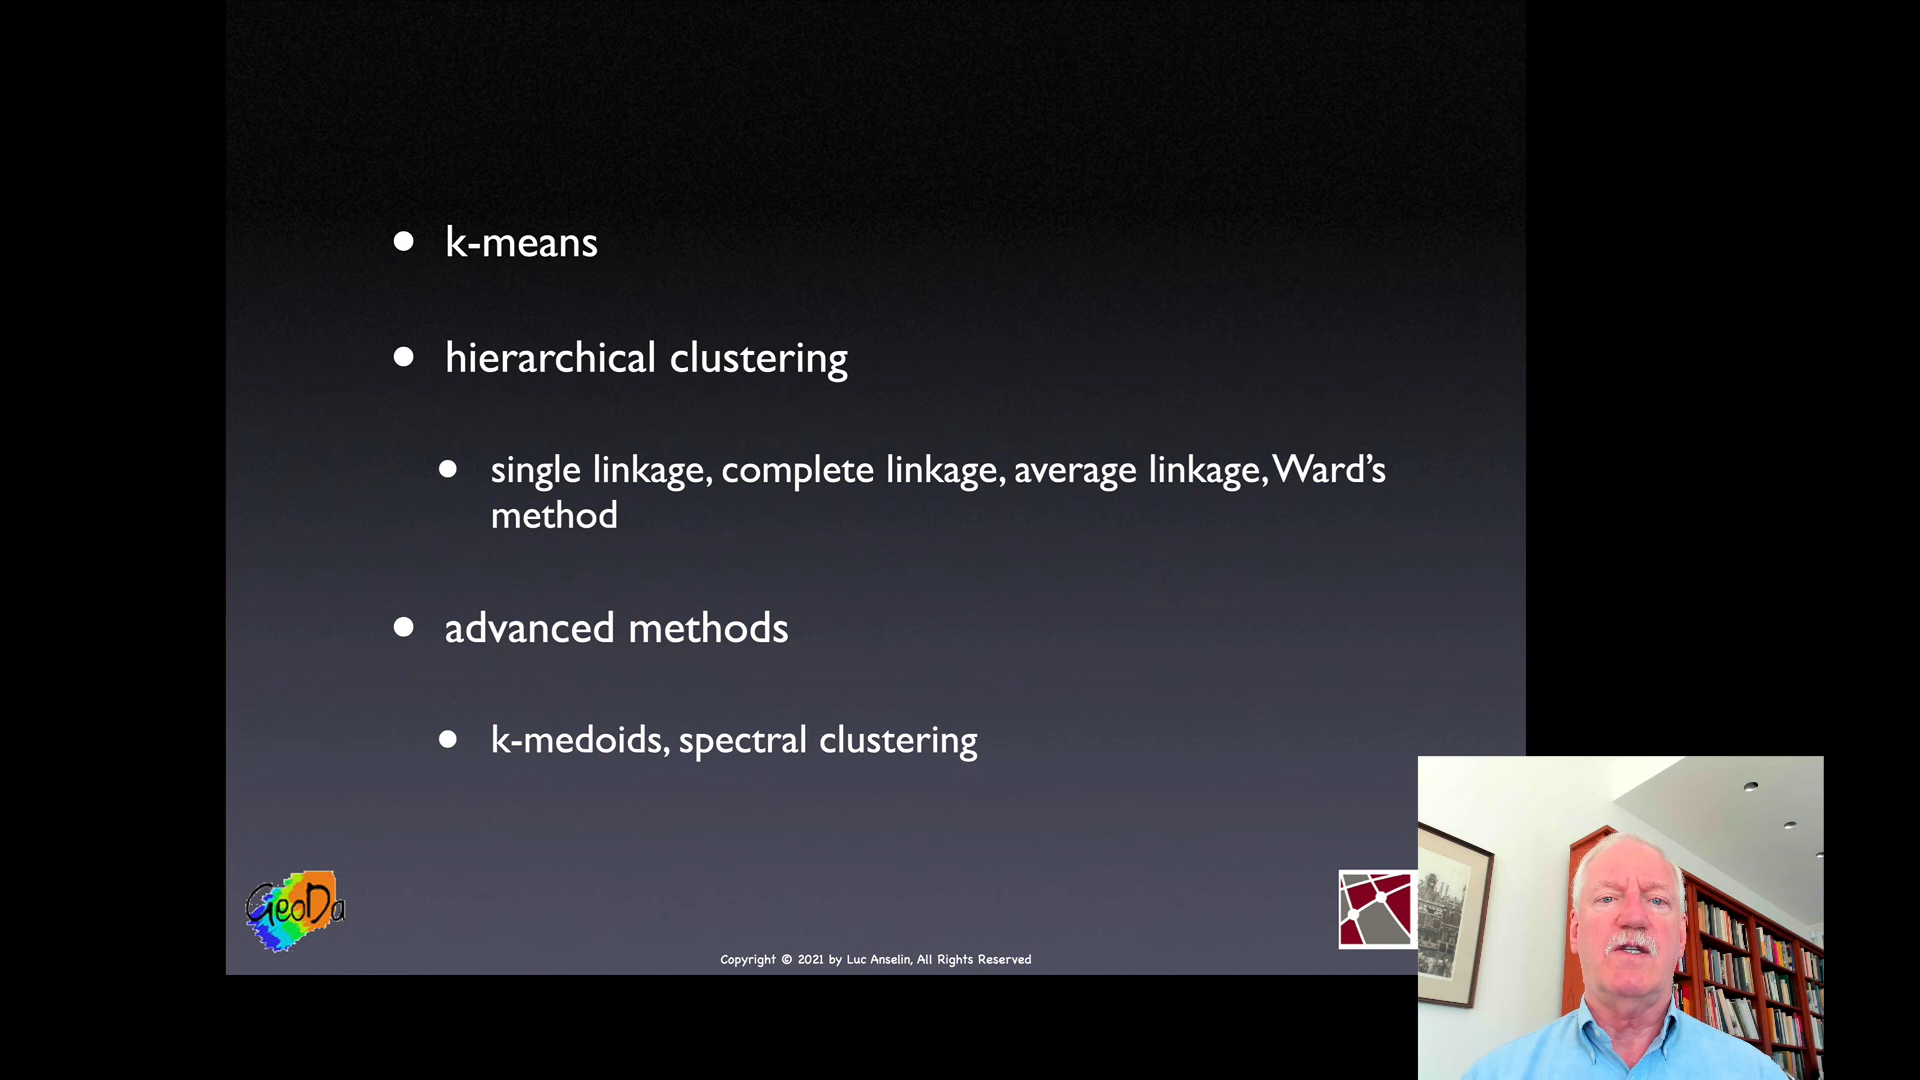 k-means
hierarchical clustering
single linkage, complete linkage, average linkage, Ward’s
method
advanced methods
k-medoids, spectral clustering
GeoDa
Copyright © 2021 by Luc Anselin, All Rights Reserved